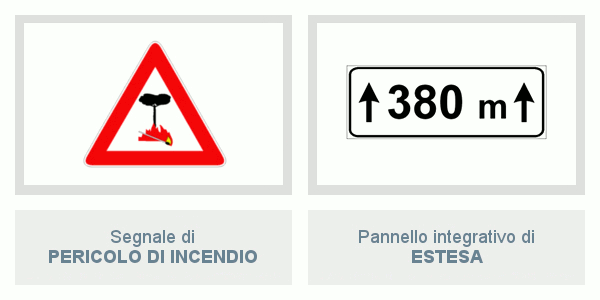 380 m
Segnale di
PERICOLO DI INCENDIO
Pannello integrativo di
ESTESA